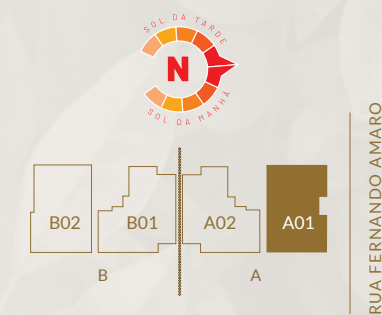 SOL DA TARDE
N
SOL DA MANHÃ
B02 B01 A02 A01
B A
RUA FERNANDO AMARO